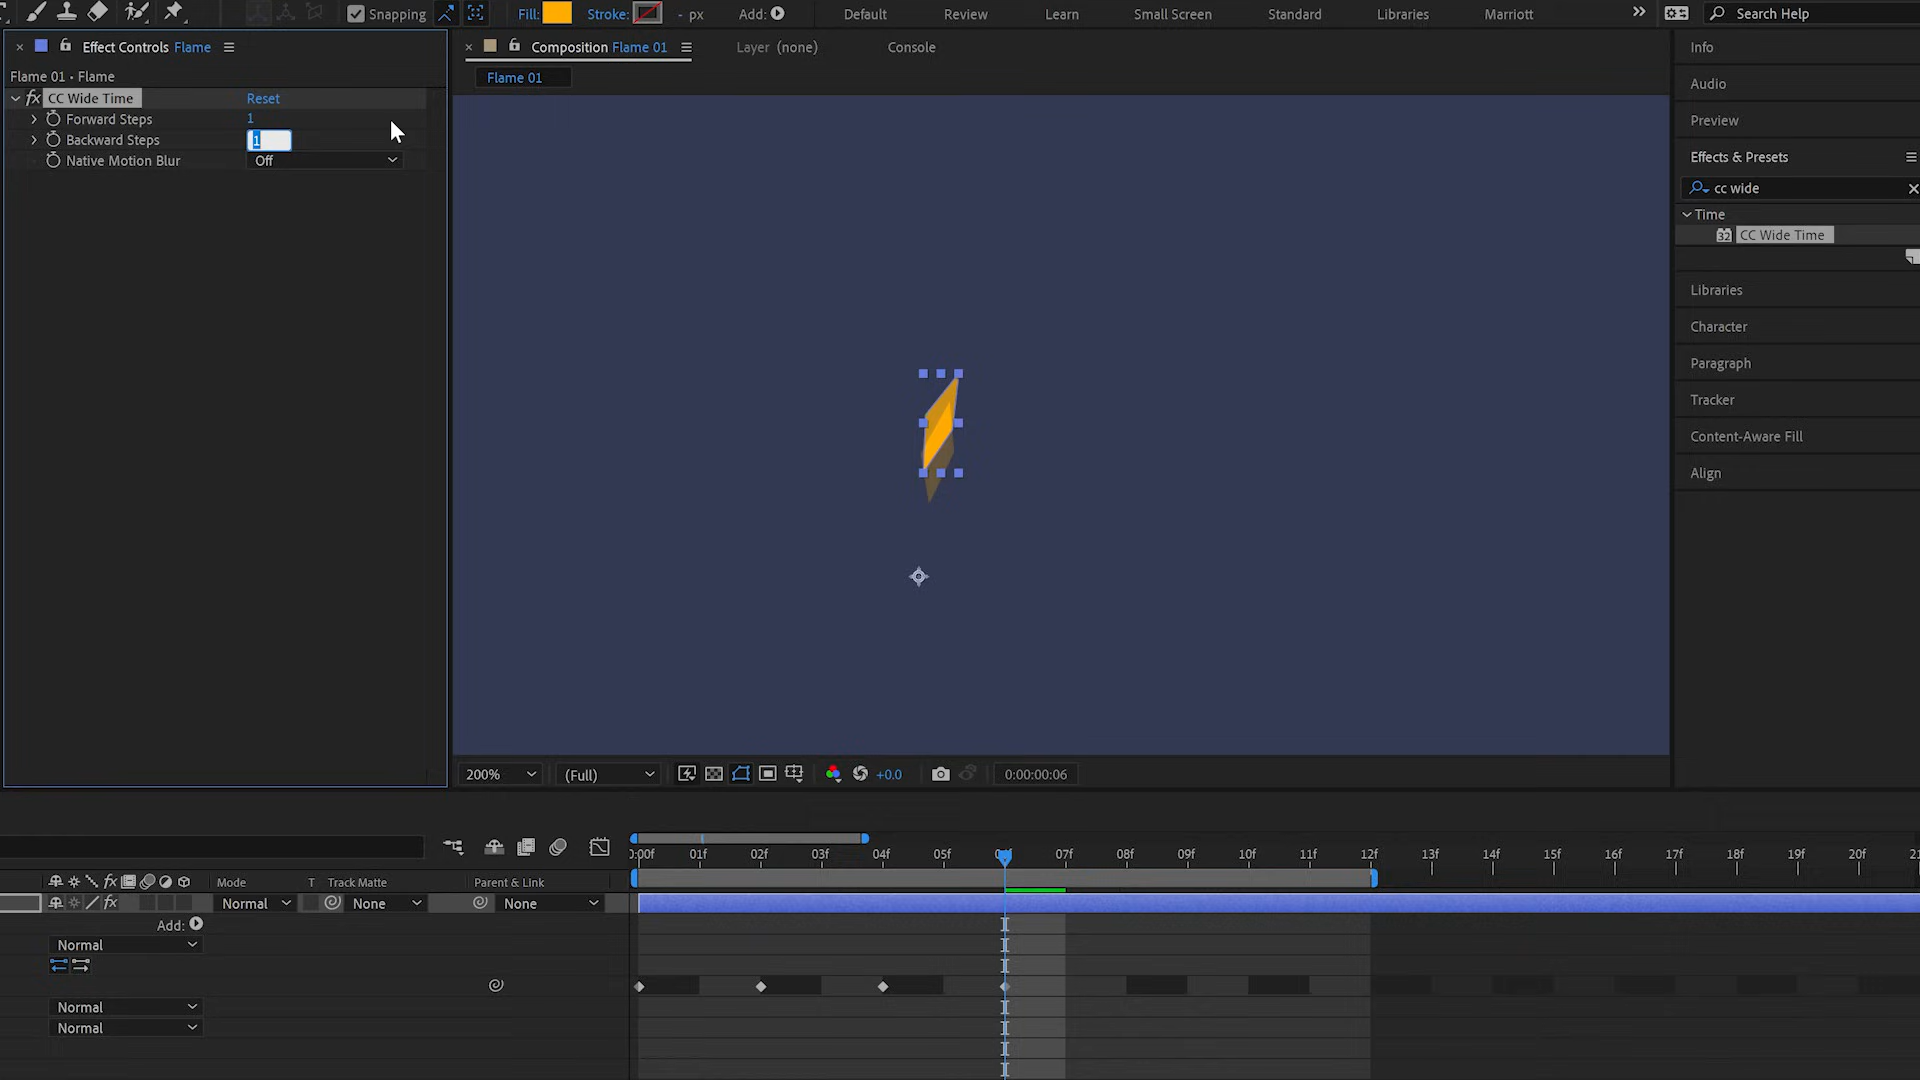 Snapping Fill: Stroke: - px Add: Default Review Learn Small Screen Standard Libraries Marriott Search Help
Effect Controls Flame
Flame 01 • Flame
fx CC Wide Time Reset
Forward Steps 1
Backward Steps 1
Native Motion Blur Off
Composition Flame 01 Layer (none) Console
Flame 01
200% (Full) +0.0 0:00:00:06
Info
Audio
Preview
Effects & Presets
cc wide
Time
32 CC Wide Time
Libraries
Character
Paragraph
Tracker
Content-Aware Fill
Align
0:00f 01f 02f 03f 04f 05f 07f 08f 09f 10f 11f 12f 13f 14f 15f 16f 17f 18f 19f 20f
fx Mode T Track Matte Parent & Link
fx Normal None None
Add:
Normal
Normal
Normal